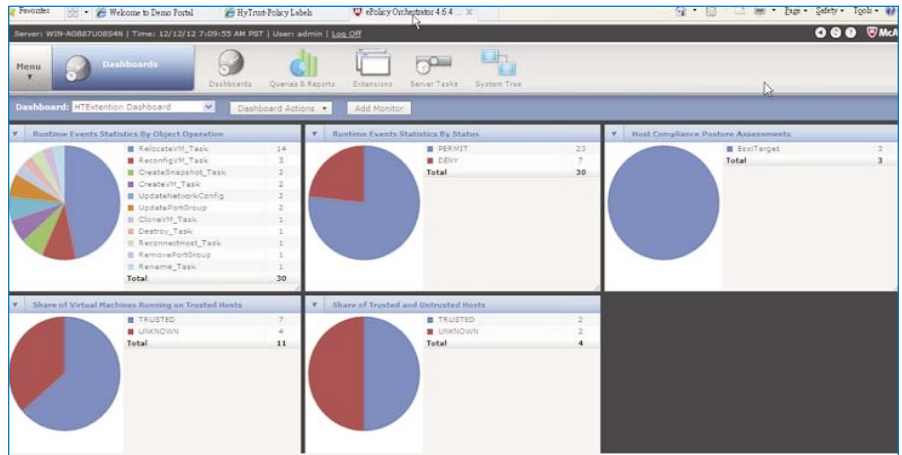 Favorites
Welcome to Demo Portal
HyTrust-Policy Labels
ePolicy Orchestrator 4.6.4 ...
Page
Safety
Tools
Server: WIN-AGB87U08S4N | Time: 12/12/12 7:09:55 AM PST | User: admin | Log Off
McA
Menu
Dashboards
Dashboards
Queries & Reports
Extensions
Server Tasks
System Tree
Dashboard: HTExtention Dashboard
Dashboard Actions
Add Monitor
Runtime Events Statistics By Object Operation
RelocateVM_Task 14
ReconfigVM_Task 3
CreateSnapshot_Task 2
CreateVM_Task 2
UpdateNetworkConfig 2
UpdatePortGroup 2
CloneVM_Task 1
Destroy_Task 1
ReconnectHost_Task 1
RemovePortGroup 1
Rename_Task 1
Total 30
Runtime Events Statistics By Status
PERMIT 23
DENY 7
Total 30
Host Compliance Posture Assessments
EsxiTarget 3
Total 3
Share of Virtual Machines Running on Trusted Hosts
TRUSTED 7
UNKNOWN 4
Total 11
Share of Trusted and Untrusted Hosts
TRUSTED 2
UNKNOWN 2
Total 4